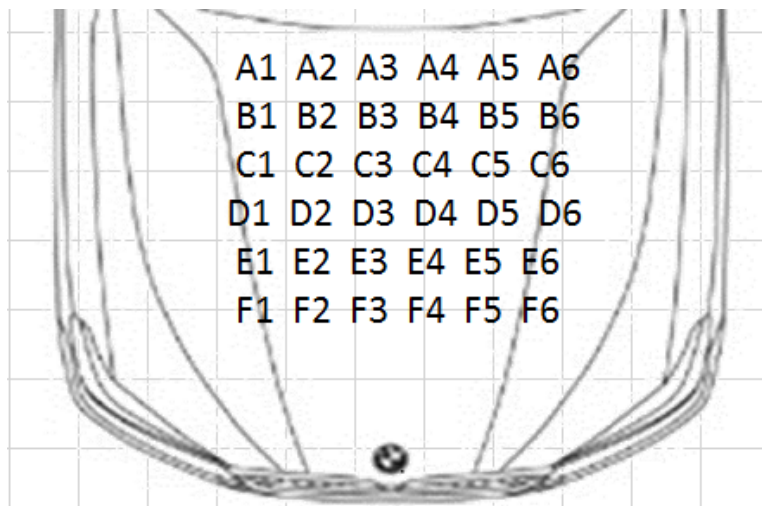 A1 A2 A3 A4 A5 A6
B1 B2 B3 B4 B5 B6
C1 C2 C3 C4 C5 C6
D1 D2 D3 D4 D5 D6
E1 E2 E3 E4 E5 E6
F1 F2 F3 F4 F5 F6